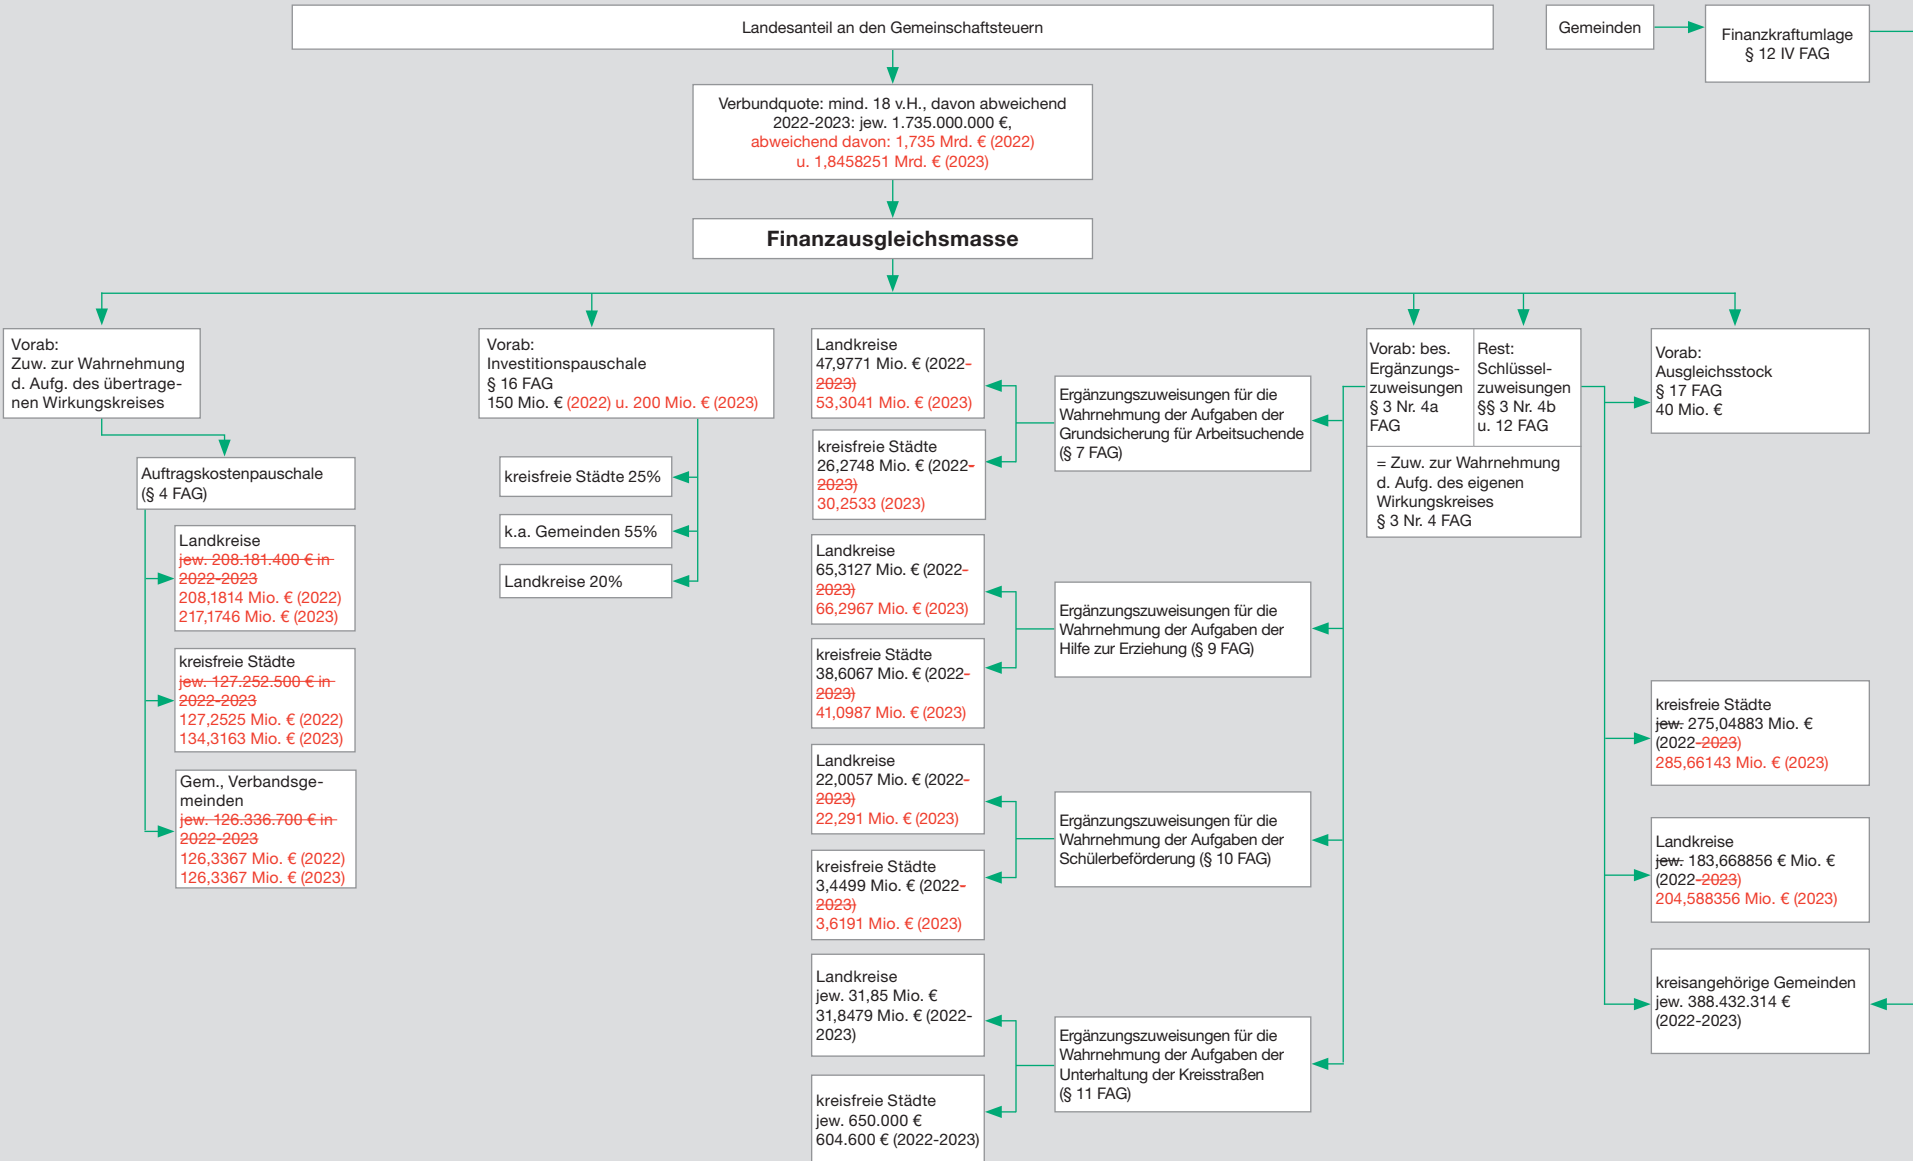 Landesanteil an den Gemeinschaftsteuern
Gemeinden
Finanzkraftumlage
§ 12 IV FAG
Verbundquote: mind. 18 v.H., davon abweichend
2022-2023: jew. 1.735.000.000 €,
abweichend davon: 1,735 Mrd. € (2022)
u. 1,8458251 Mrd. € (2023)
Finanzausgleichsmasse
Vorab:
Zuw. zur Wahrnehmung
d. Aufg. des übertrage-
nen Wirkungskreises
Auftragskostenpauschale
(§ 4 FAG)
Landkreise
jew. 208.181.400 € in
2022-2023
208,1814 Mio. € (2022)
217,1746 Mio. € (2023)
kreisfreie Städte
jew. 127.252.500 € in
2022-2023
127,2525 Mio. € (2022)
134,3163 Mio. € (2023)
Gem., Verbandsge-
meinden
jew. 126.336.700 € in
2022-2023
126,3367 Mio. € (2022)
126,3367 Mio. € (2023)
Vorab:
Investitionspauschale
§ 16 FAG
150 Mio. € (2022) u. 200 Mio. € (2023)
kreisfreie Städte 25%
k.a. Gemeinden 55%
Landkreise 20%
Landkreise
47,9771 Mio. € (2022-
2023)
53,3041 Mio. € (2023)
kreisfreie Städte
26,2748 Mio. € (2022-
2023)
30,2533 (2023)
Landkreise
65,3127 Mio. € (2022-
2023)
66,2967 Mio. € (2023)
kreisfreie Städte
38,6067 Mio. € (2022-
2023)
41,0987 Mio. € (2023)
Landkreise
22,0057 Mio. € (2022-
2023)
22,291 Mio. € (2023)
kreisfreie Städte
3,4499 Mio. € (2022-
2023)
3,6191 Mio. € (2023)
Landkreise
jew. 31,85 Mio. €
31,8479 Mio. € (2022-
2023)
kreisfreie Städte
jew. 650.000 €
604.600 € (2022-2023)
Ergänzungszuweisungen für die
Wahrnehmung der Aufgaben der
Grundsicherung für Arbeitsuchende
(§ 7 FAG)
Ergänzungszuweisungen für die
Wahrnehmung der Aufgaben der
Hilfe zur Erziehung (§ 9 FAG)
Ergänzungszuweisungen für die
Wahrnehmung der Aufgaben der
Schülerbeförderung (§ 10 FAG)
Ergänzungszuweisungen für die
Wahrnehmung der Aufgaben der
Unterhaltung der Kreisstraßen
(§ 11 FAG)
Vorab: bes.
Ergänzungs-
zuweisungen
§ 3 Nr. 4a
FAG
Rest:
Schlüssel-
zuweisungen
§§ 3 Nr. 4b
u. 12 FAG
= Zuw. zur Wahrnehmung
d. Aufg. des eigenen
Wirkungskreises
§ 3 Nr. 4 FAG
Vorab:
Ausgleichsstock
§ 17 FAG
40 Mio. €
kreisfreie Städte
jew. 275,04883 Mio. €
(2022-2023)
285,66143 Mio. € (2023)
Landkreise
jew. 183,668856 € Mio. €
(2022-2023)
204,588356 Mio. € (2023)
kreisangehörige Gemeinden
jew. 388.432.314 €
(2022-2023)